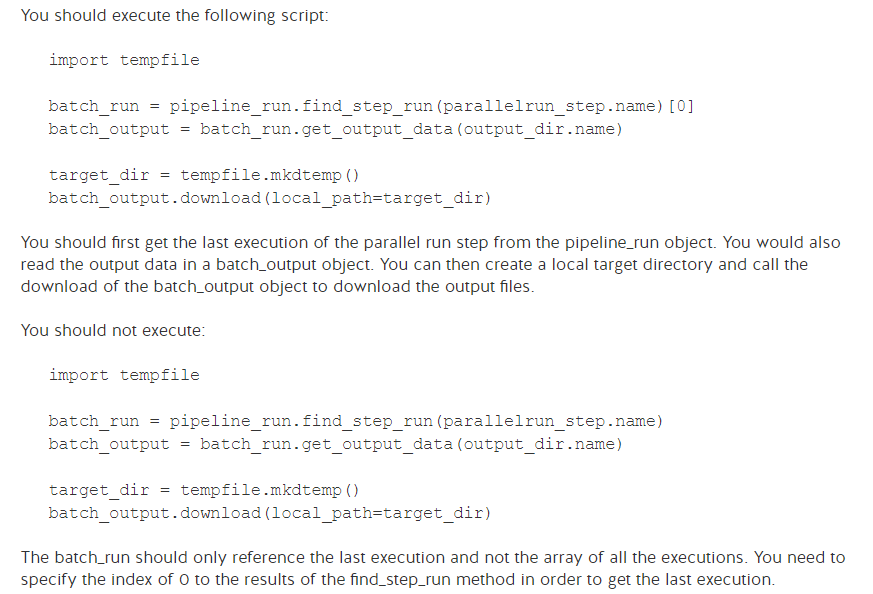 You should execute the following script:
import tempfile
batch_run = pipeline_run.find_step_run(parallelrun_step.name)[0]
batch_output = batch_run.get_output_data(output_dir.name)
target_dir = tempfile.mkdtemp()
batch_output.download(local_path=target_dir)
You should first get the last execution of the parallel run step from the pipeline_run object. You would also
read the output data in a batch_output object. You can then create a local target directory and call the
download of the batch_output object to download the output files.
You should not execute:
import tempfile
batch_run = pipeline_run.find_step_run(parallelrun_step.name)
batch_output = batch_run.get_output_data(output_dir.name)
target_dir = tempfile.mkdtemp()
batch_output.download(local_path=target_dir)
The batch_run should only reference the last execution and not the array of all the executions. You need to
specify the index of 0 to the results of the find_step_run method in order to get the last execution.